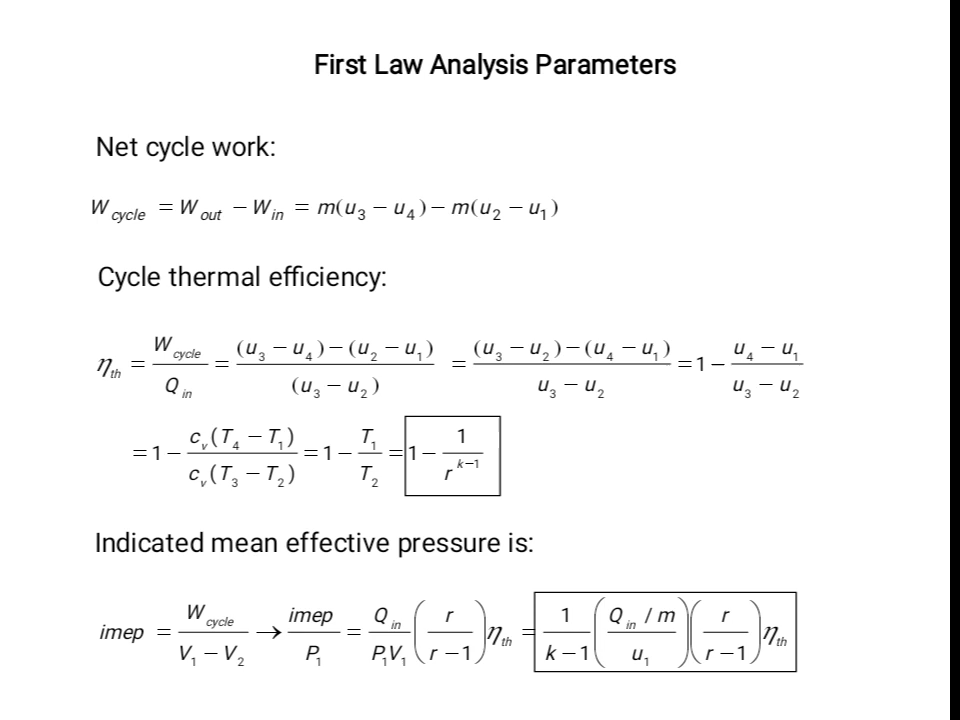 First Law Analysis Parameters
Net cycle work:
W_cycle = W_out − W_in = m(u_3 − u_4) − m(u_2 − u_1)
Cycle thermal efficiency:
η_th = W_cycle / Q_in = ((u_3 − u_4) − (u_2 − u_1)) / (u_3 − u_2) = ((u_3 − u_2) − (u_4 − u_1)) / (u_3 − u_2) = 1 − (u_4 − u_1) / (u_3 − u_2)
= 1 − c_v(T_4 − T_1) / c_v(T_3 − T_2) = 1 − T_1 / T_2 = 1 − 1 / r^(k−1)
Indicated mean effective pressure is:
imep = W_cycle / (V_1 − V_2) → imep / P_1 = Q_in / (P_1V_1) (r / (r − 1)) η_th = 1 / (k − 1) ((Q_in / m) / u_1) (r / (r − 1)) η_th